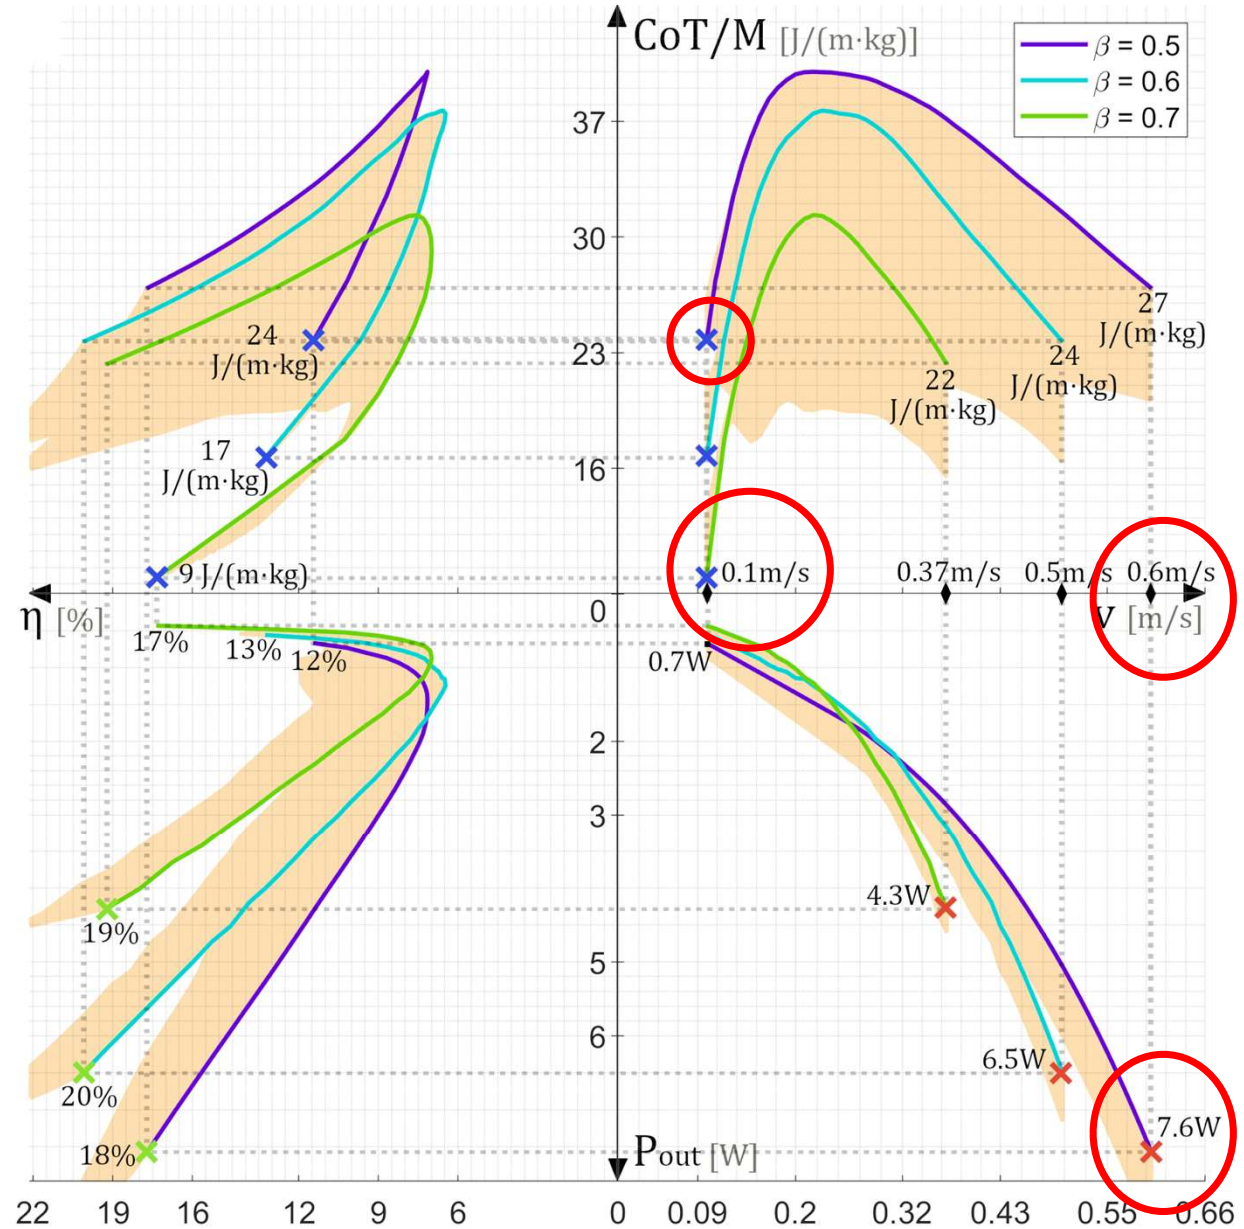 CoT/M [J/(m·kg)]
β = 0.5
β = 0.6
β = 0.7
37
30
23
16
0
27
J/(m·kg)
24
J/(m·kg)
22
J/(m·kg)
24
J/(m·kg)
17
J/(m·kg)
9 J/(m·kg)
0.1m/s
0.37m/s
0.5m/s
0.6m/s
η [%]
V [m/s]
17%
13%
12%
0.7W
2
3
5
6
4.3W
6.5W
7.6W
19%
20%
18%
Pout [W]
22 19 16 12 9 6 0 0.09 0.2 0.32 0.43 0.55 0.66